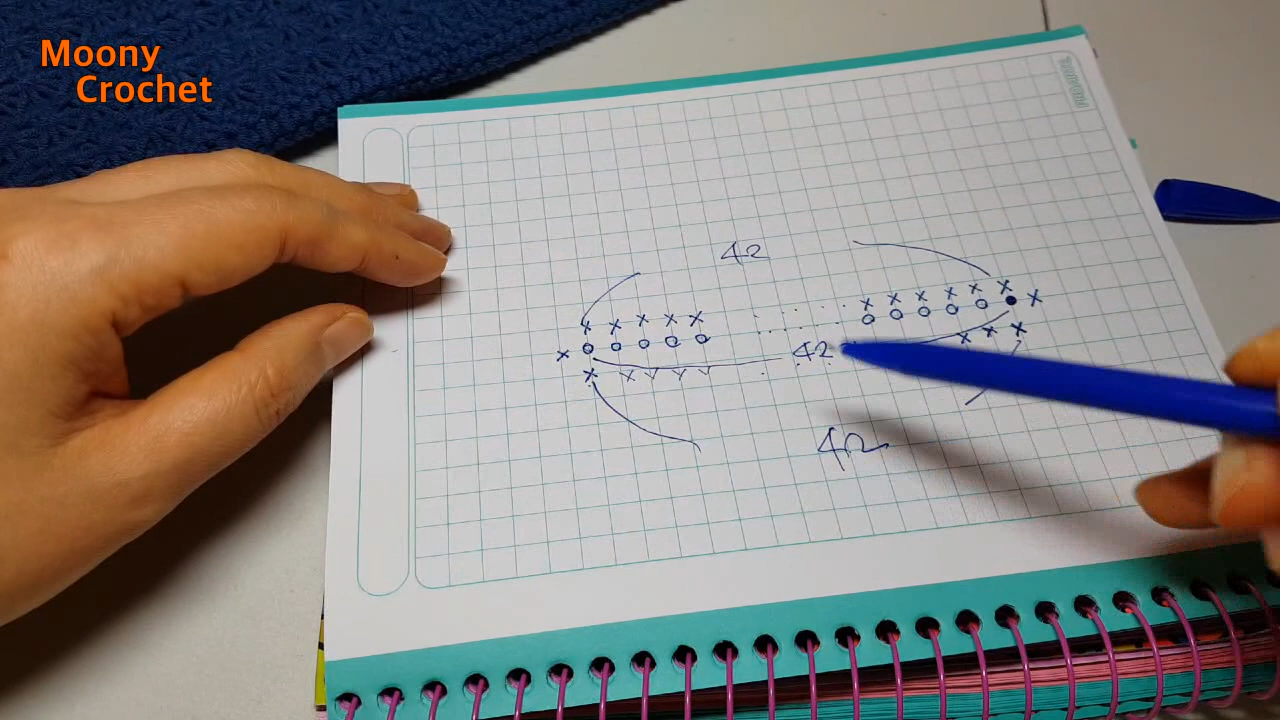 Moony
Crochet
42
x x x x x x x x x x
x o o o o o o o o o • x
42
x x x x
x x v v v
42